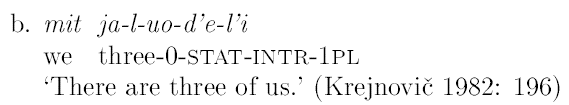 b. mit ja-l-uo-d’e-l’i
we three-0-STAT-INTR-1PL
‘There are three of us.’ (Krejnovič 1982: 196)